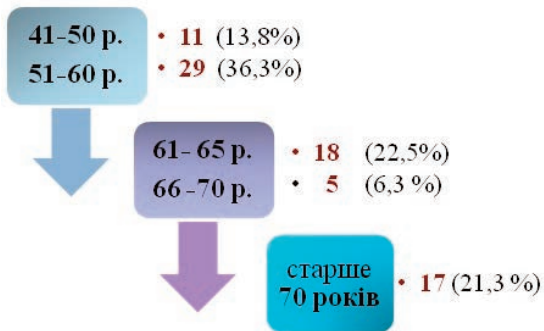 41-50 р. • 11 (13,8%)
51-60 р. • 29 (36,3%)
61- 65 р. • 18 (22,5%)
66 -70 р. • 5 (6,3 %)
старше
70 років • 17 (21,3 %)